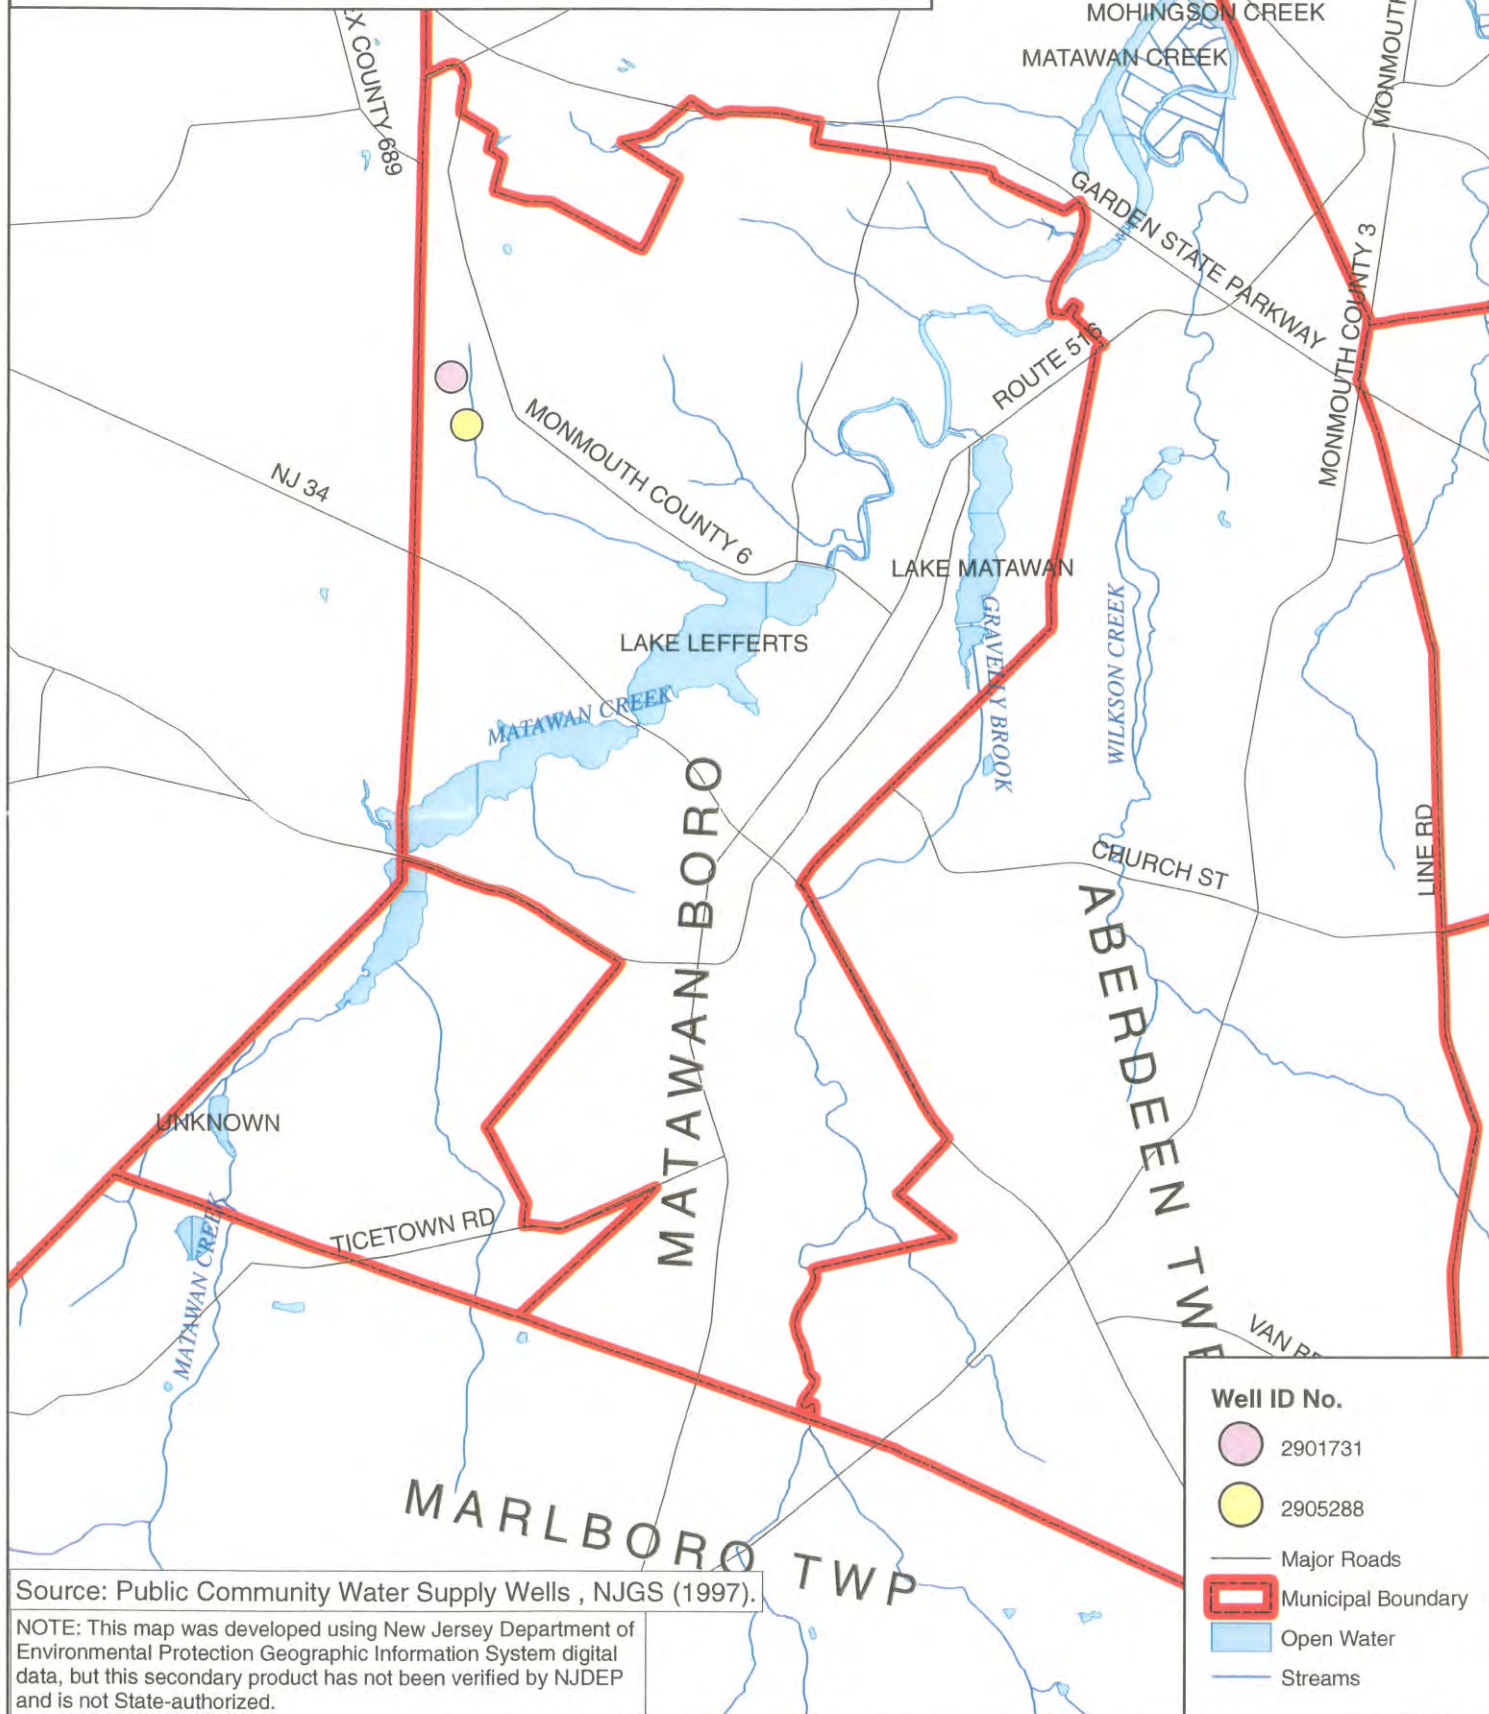 MOHINGSON CREEK
MATAWAN CREEK
EX COUNTY 689
MONMOUTH
GARDEN STATE PARKWAY
MONMOUTH COUNTY 3
ROUTE 516
MONMOUTH COUNTY 6
NJ 34
LAKE MATAWAN
LAKE LEFFERTS
GRAVELLY BROOK
WILKSON CREEK
MATAWAN CREEK
MATAWAN BORO
CHURCH ST
LINE RD
ABERDEEN TWP
UNKNOWN
TICETOWN RD
MATAWAN CREEK
VAN BR
MARLBORO TWP
Well ID No.
2901731
2905288
Major Roads
Municipal Boundary
Open Water
Streams
Source: Public Community Water Supply Wells , NJGS (1997).
NOTE: This map was developed using New Jersey Department of
Environmental Protection Geographic Information System digital
data, but this secondary product has not been verified by NJDEP
and is not State-authorized.